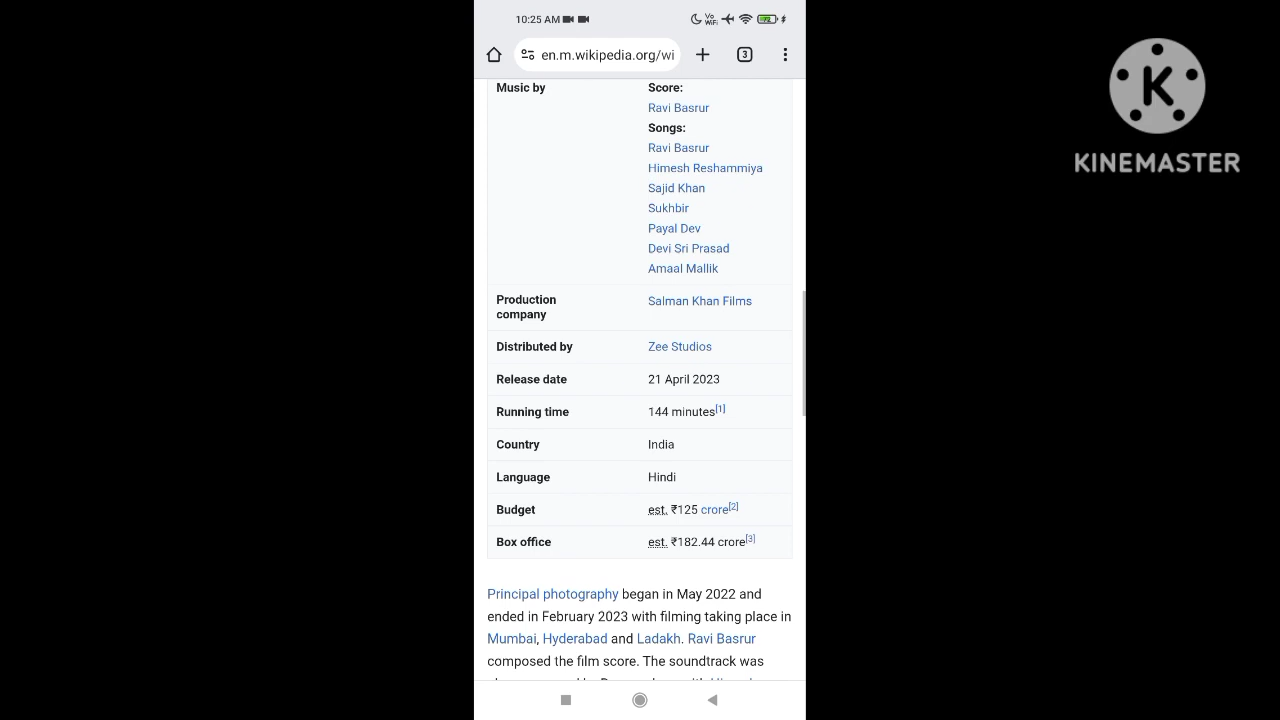 10:25 AM
Vo
WiFi
en.m.wikipedia.org/wi
3
K
KINEMASTER
Music by
Score:
Ravi Basrur
Songs:
Ravi Basrur
Himesh Reshammiya
Sajid Khan
Sukhbir
Payal Dev
Devi Sri Prasad
Amaal Mallik
Production company
Salman Khan Films
Distributed by Zee Studios
Release date 21 April 2023
Running time 144 minutes[1]
Country India
Language Hindi
Budget est. ₹125 crore[2]
Box office est. ₹182.44 crore[3]
Principal photography began in May 2022 and
ended in February 2023 with filming taking place in
Mumbai, Hyderabad and Ladakh. Ravi Basrur
composed the film score. The soundtrack was